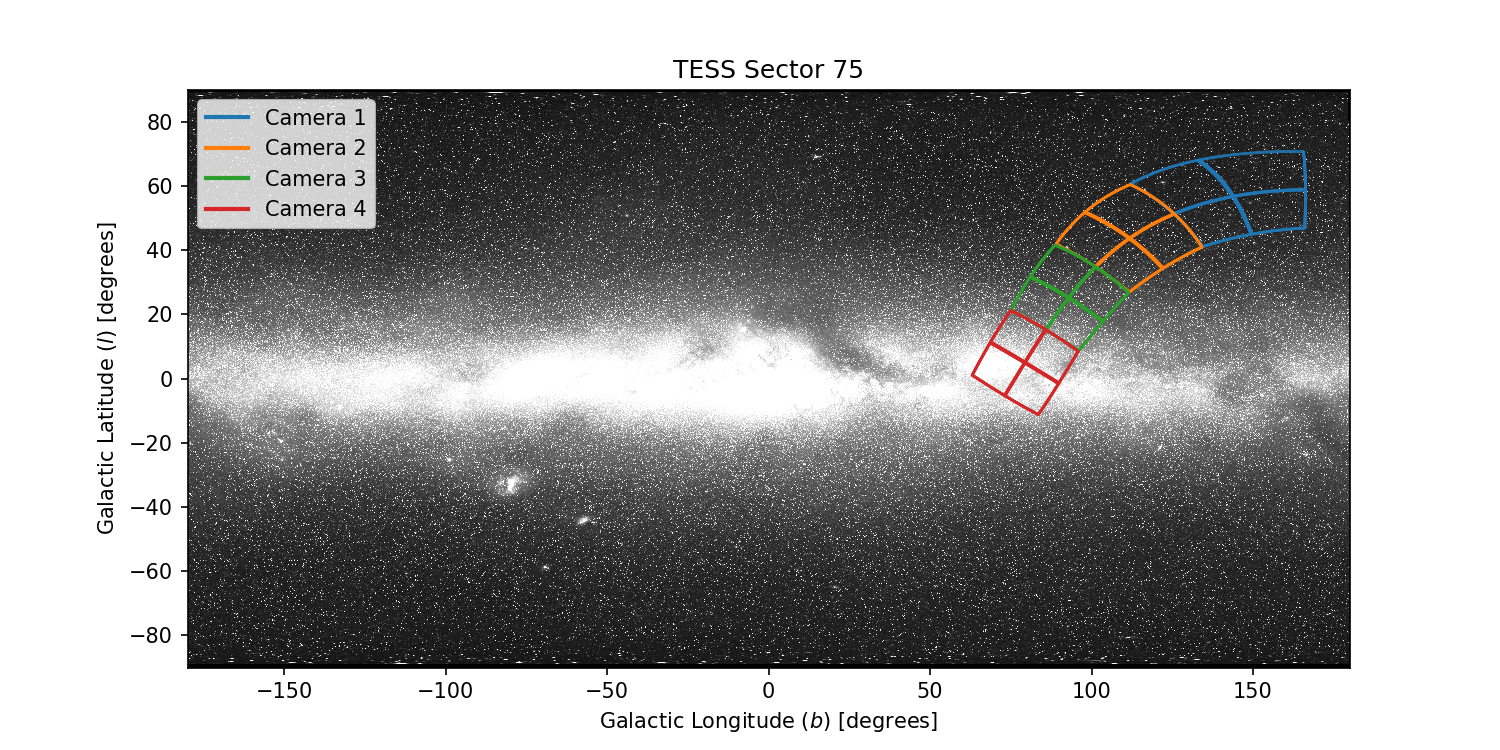 TESS Sector 75
Camera 1
Camera 2
Camera 3
Camera 4
80
60
40
20
0
−20
−40
−60
−80
Galactic Latitude (l) [degrees]
−150
−100
−50
0
50
100
150
Galactic Longitude (b) [degrees]